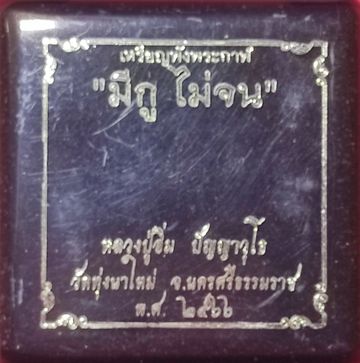 เหรียญพังพระกาฬ
"มีกู ไม่จน"
หลวงปู่อิ่ม ปัญญาวุโธ
วัดทุ่งนาใหม่ จ.นครศรีธรรมราช
พ.ศ. ๒๕๖๖